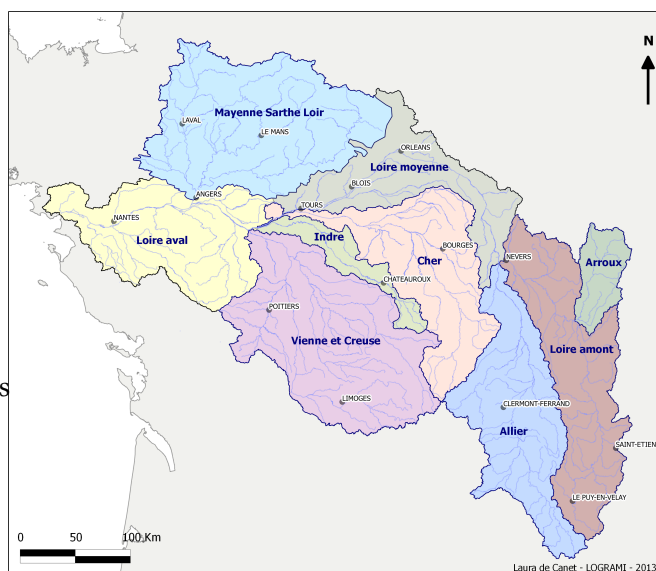 N
Mayenne Sarthe Loir
LAVAL
LE MANS
ORLEANS
Loire moyenne
BLOIS
ANGERS
TOURS
NANTES
Loire aval
Indre
BOURGES
Cher
NEVERS
Arroux
CHATEAUROUX
POITIERS
Vienne et Creuse
Loire amont
s
LIMOGES
CLERMONT-FERRAND
Allier
SAINT-ETIEN
LE PUY-EN-VELAY
0 50 100 Km
Laura de Canet - LOGRAMI - 2013